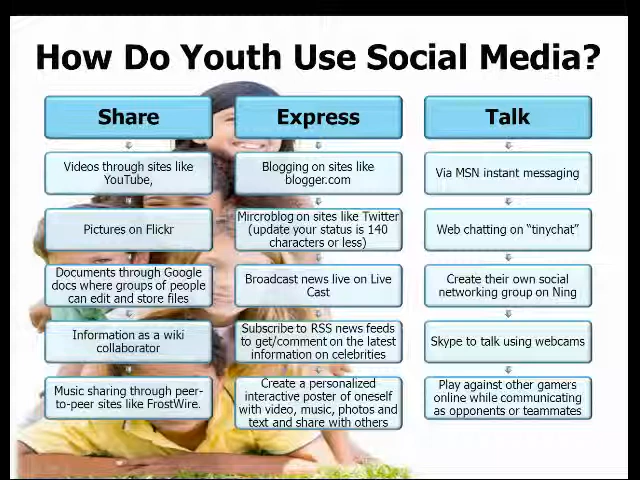 How Do Youth Use Social Media?
Share
Videos through sites like
YouTube,
Pictures on Flickr
Documents through Google
docs where groups of people
can edit and store files
Information as a wiki
collaborator
Music sharing through peer-
to-peer sites like FrostWire.
Express
Blogging on sites like
blogger.com
Mircroblog on sites like Twitter
(update your status is 140
characters or less)
Broadcast news live on Live
Cast
Subscribe to RSS news feeds
to get/comment on the latest
information on celebrities
Create a personalized
interactive poster of oneself
with video, music, photos and
text and share with others
Talk
Via MSN instant messaging
Web chatting on “tinychat”
Create their own social
networking group on Ning
Skype to talk using webcams
Play against other gamers
online while communicating
as opponents or teammates